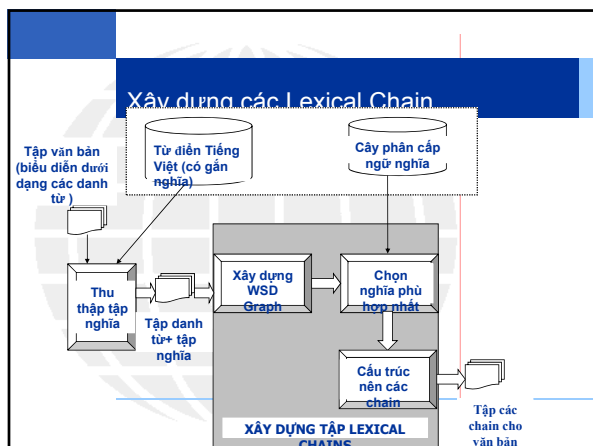 Xây dựng các Lexical Chain
Tập văn bản
(biểu diễn dưới
dạng các danh
từ )
Từ điển Tiếng
Việt (có gắn
nghĩa)
Cây phân cấp
ngữ nghĩa
Thu
thập tập
nghĩa
Tập danh
từ+ tập
nghĩa
Xây dựng
WSD
Graph
Chọn
nghĩa phù
hợp nhất
Cấu trúc
nên các
chain
XÂY DỰNG TẬP LEXICAL
CHAINS
Tập các
chain cho
văn bản